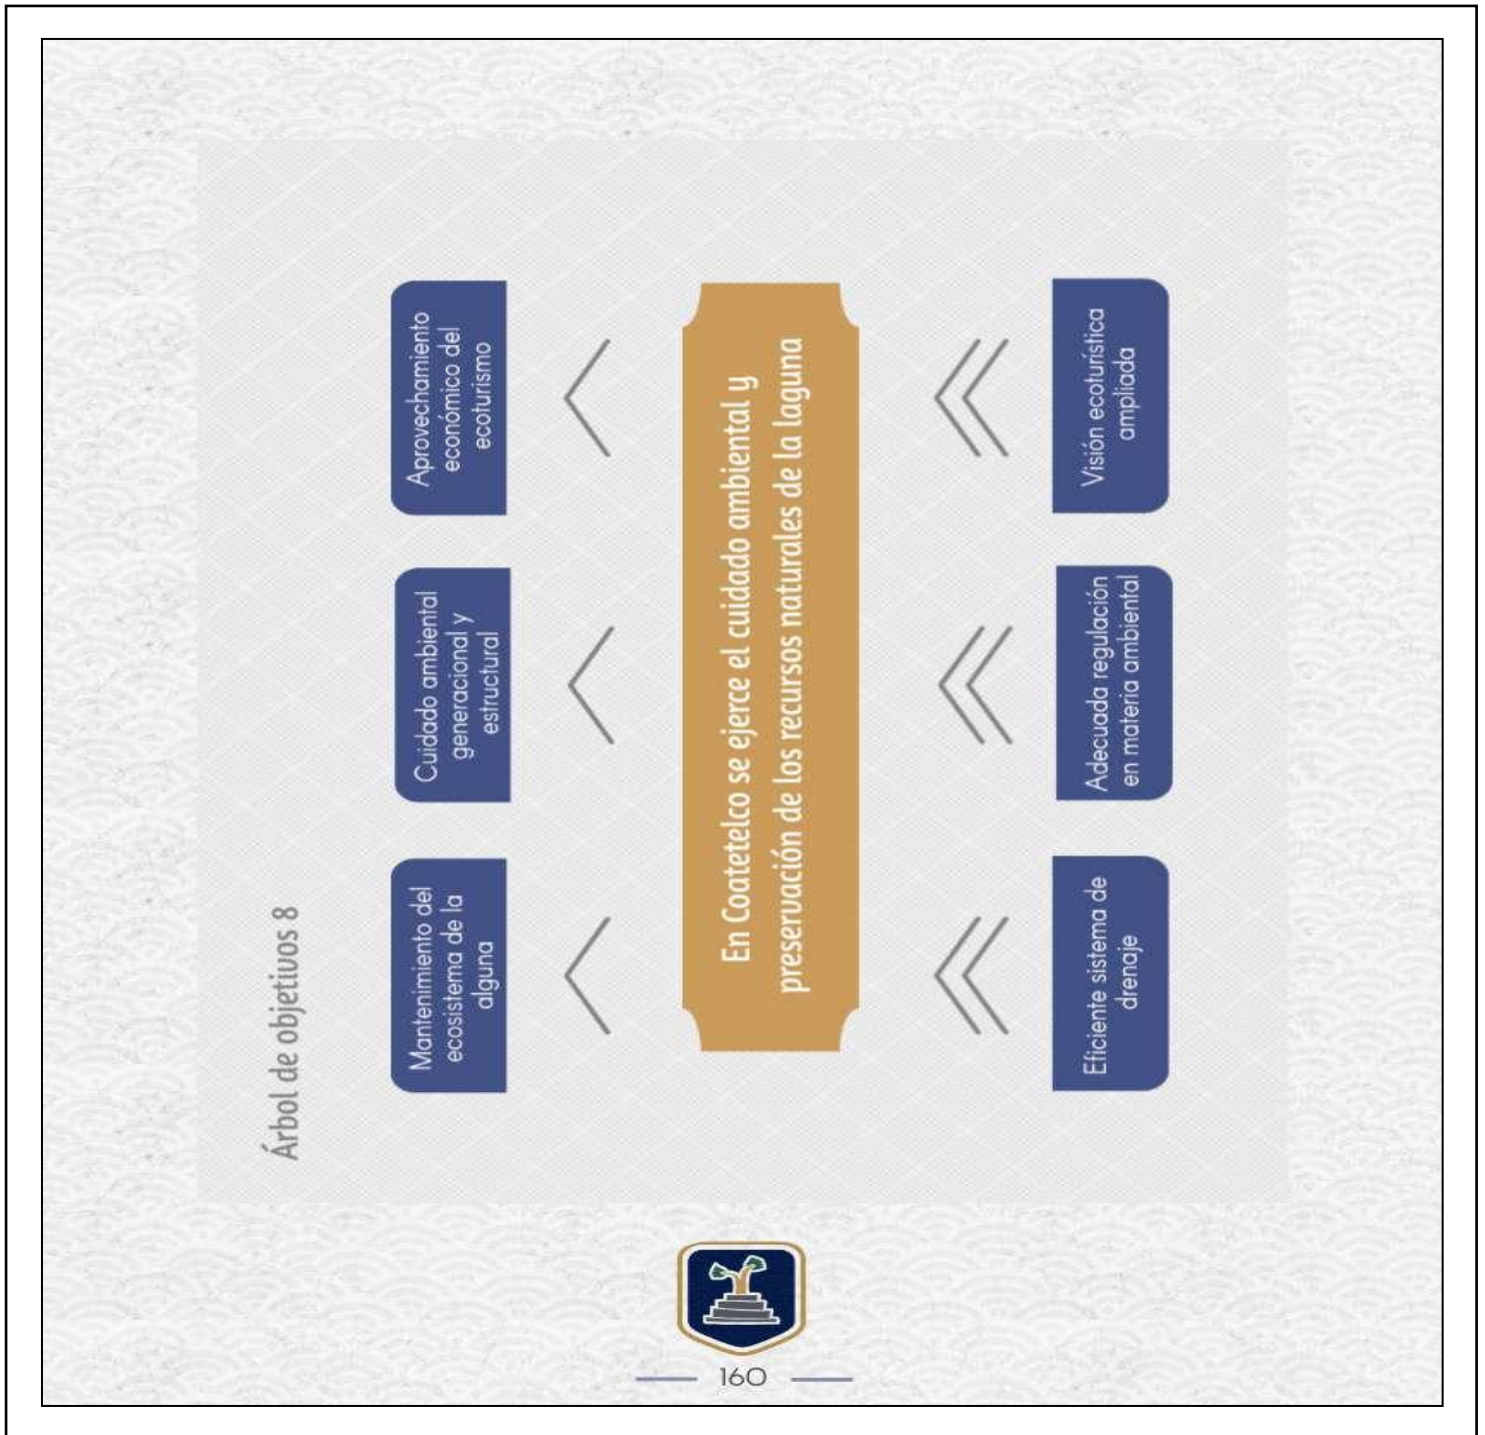 Árbol de objetivos 8
Mantenimiento del
ecosistema de la
alguna
Cuidado ambiental
generacional y
estructural
Aprovechamiento
económico del
ecoturismo
En Coatetelco se ejerce el cuidado ambiental y
preservación de los recursos naturales de la laguna
Eficiente sistema de
drenaje
Adecuada regulación
en materia ambiental
Visión ecoturística
ampliada
160